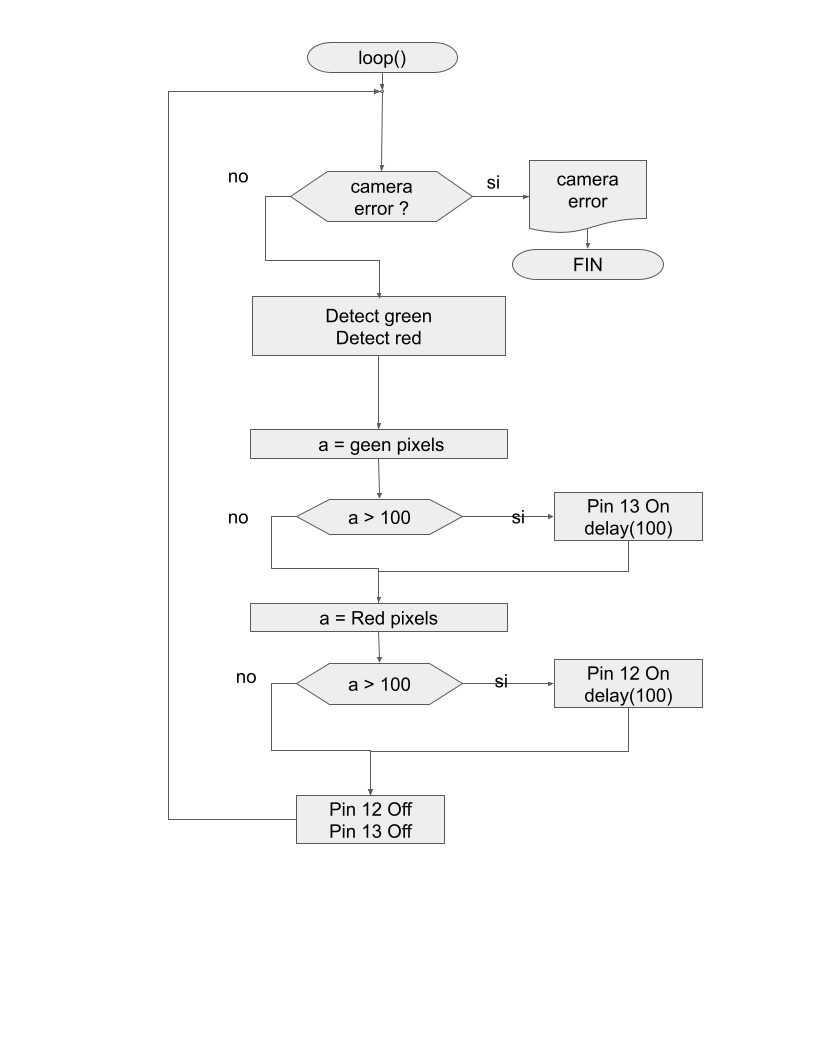 loop()
no
camera
error ?
si
camera
error
FIN
Detect green
Detect red
a = geen pixels
no
a > 100
si
Pin 13 On
delay(100)
a = Red pixels
no
a > 100
si
Pin 12 On
delay(100)
Pin 12 Off
Pin 13 Off